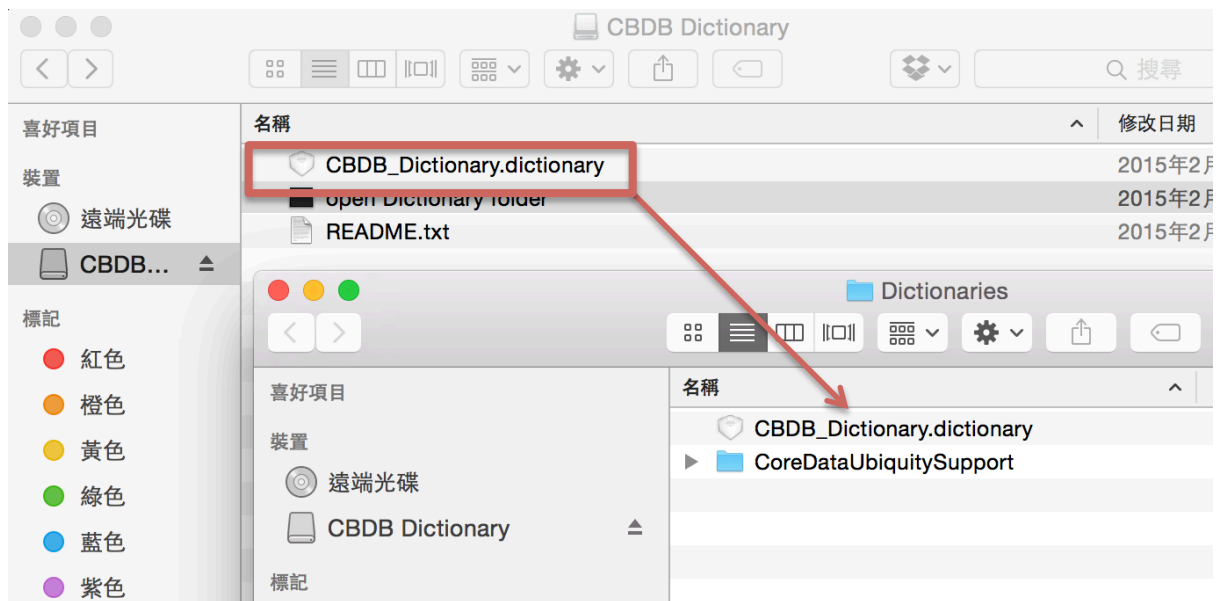 CBDB Dictionary
搜尋
喜好項目
名稱
修改日期
裝置
CBDB_Dictionary.dictionary
2015年2月
open Dictionary folder
2015年2月
遠端光碟
README.txt
2015年2月
CBDB...
標記
紅色
橙色
黃色
綠色
藍色
紫色
Dictionaries
喜好項目
名稱
裝置
CBDB_Dictionary.dictionary
遠端光碟
CoreDataUbiquitySupport
CBDB Dictionary
標記